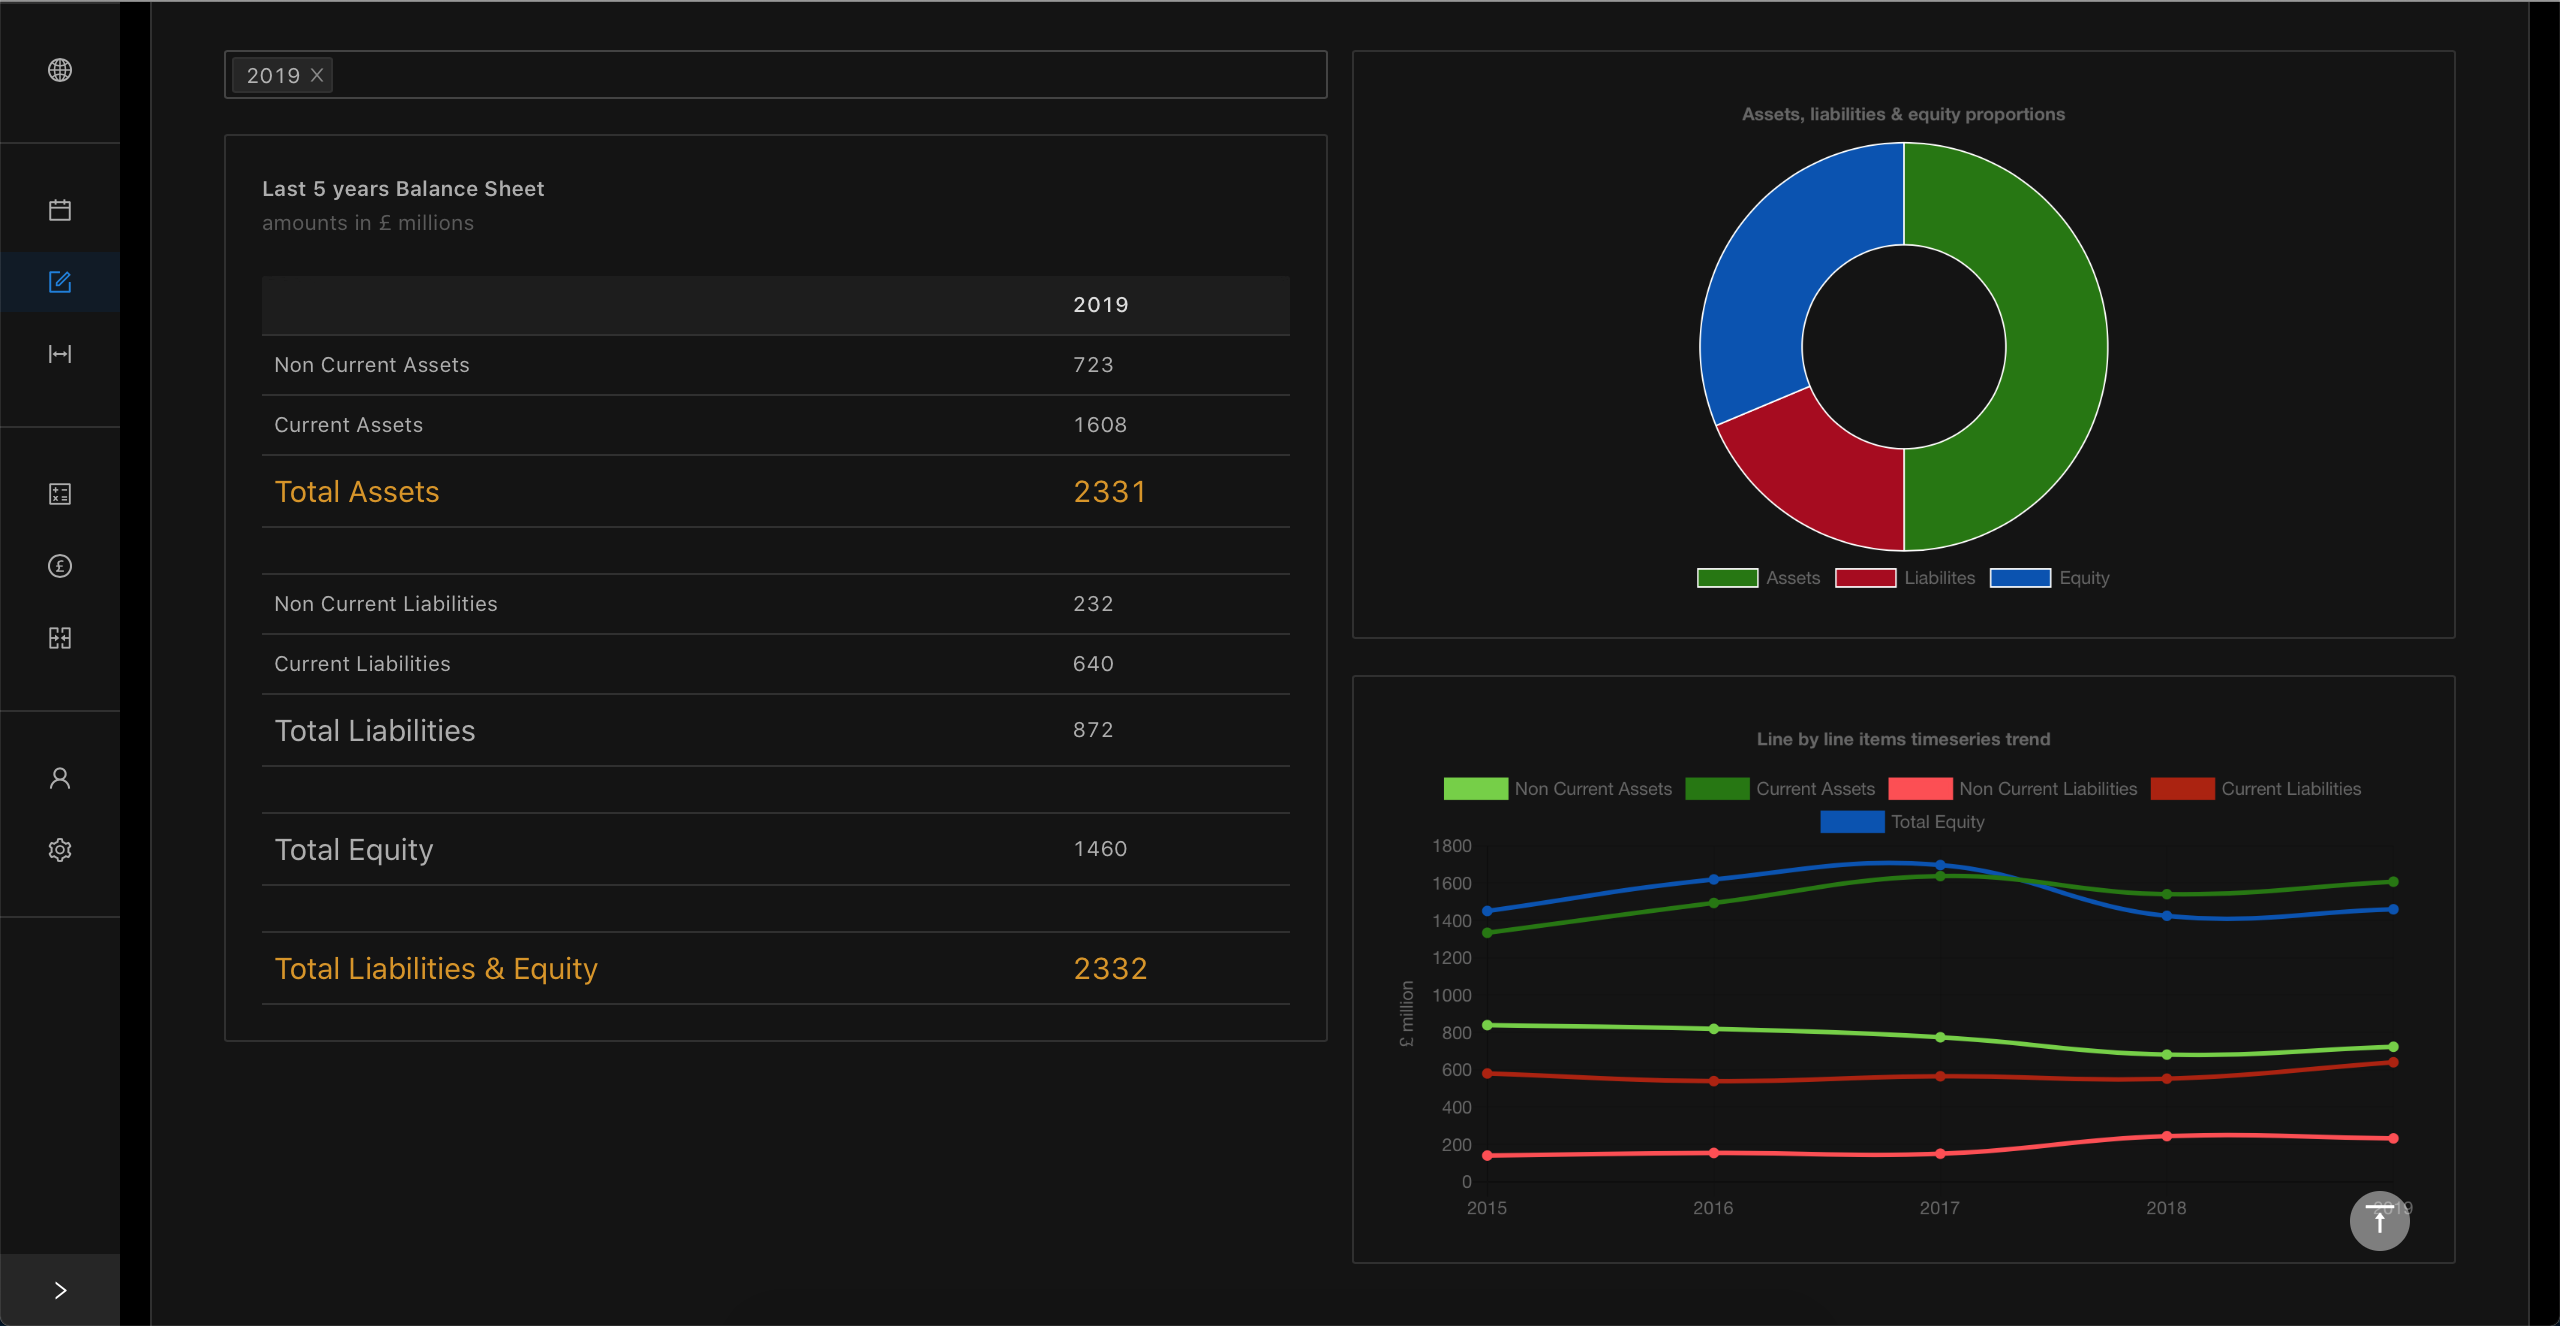 2019
Last 5 years Balance Sheet
amounts in £ millions
2019
Non Current Assets 723
Current Assets 1608
Total Assets 2331
Non Current Liabilities 232
Current Liabilities 640
Total Liabilities 872
Total Equity 1460
Total Liabilities & Equity 2332
Assets, liabilities & equity proportions
Assets Liabilites Equity
Line by line items timeseries trend
Non Current Assets Current Assets Non Current Liabilities Current Liabilities
Total Equity
£ million
1800
1600
1400
1200
1000
800
600
400
200
0
2015 2016 2017 2018 2019